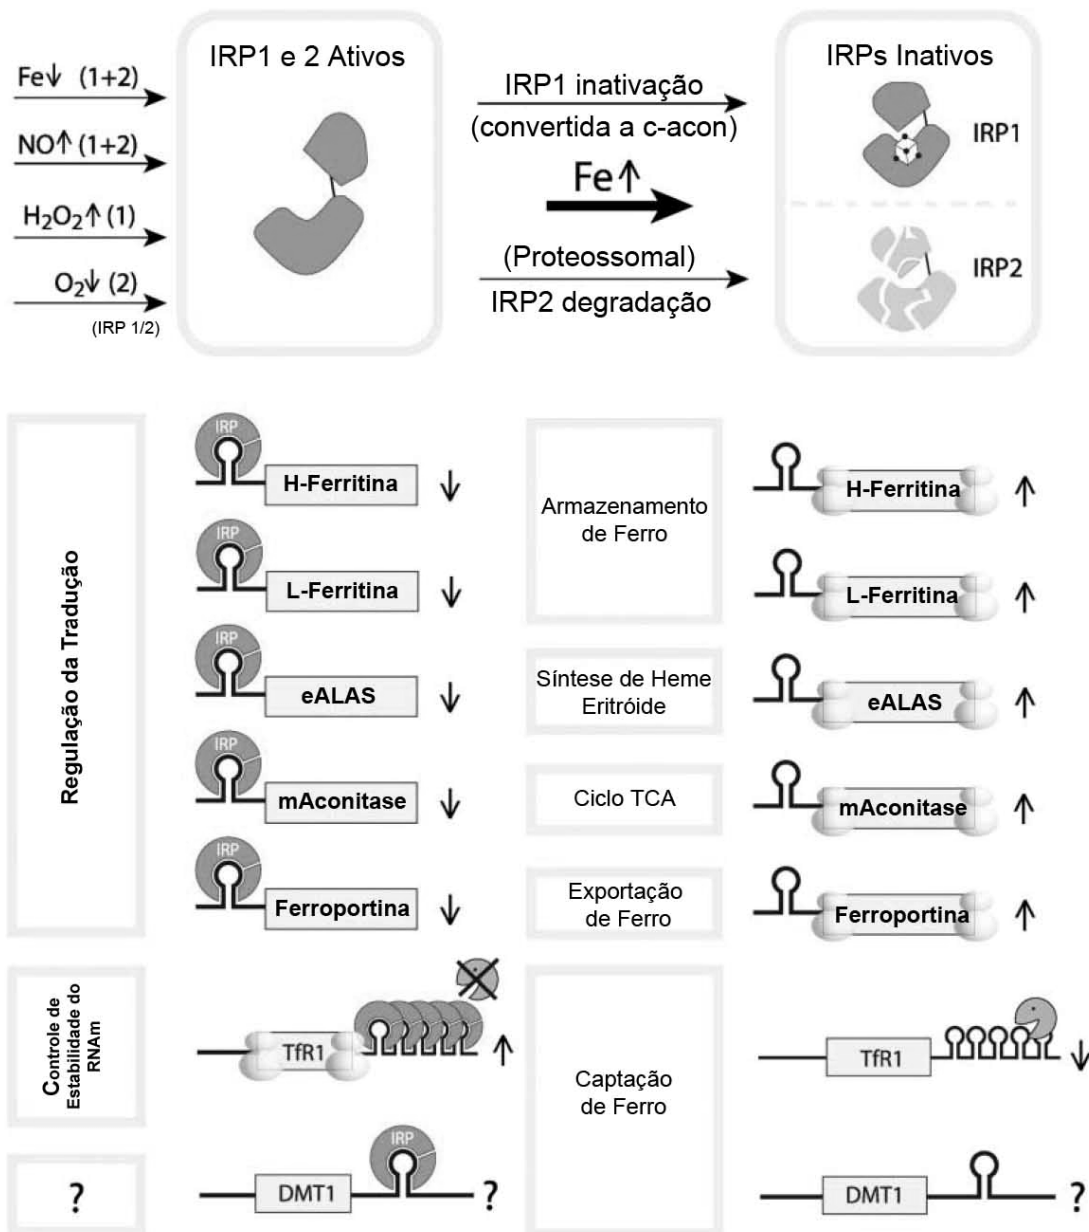 IRP1 e 2 Ativos
Fe↓ (1+2)
NO↑ (1+2)
H₂O₂↑ (1)
O₂↓ (2)
(IRP 1/2)
IRP1 inativação
(convertida a c-acon)
Fe↑
(Proteossomal)
IRP2 degradação
IRPs Inativos
IRP1
IRP2
Regulação da Tradução
IRP
H-Ferritina ↓
Armazenamento
de Ferro
H-Ferritina ↑
IRP
L-Ferritina ↓
L-Ferritina ↑
IRP
eALAS ↓
Síntese de Heme
Eritróide
eALAS ↑
IRP
mAconitase ↓
Ciclo TCA
mAconitase ↑
IRP
Ferroportina ↓
Exportação
de Ferro
Ferroportina ↑
Controle de
Estabilidade do
RNAm
TfR1 ↑
Captação
de Ferro
TfR1 ↓
?
IRP
DMT1 ?
DMT1 ?